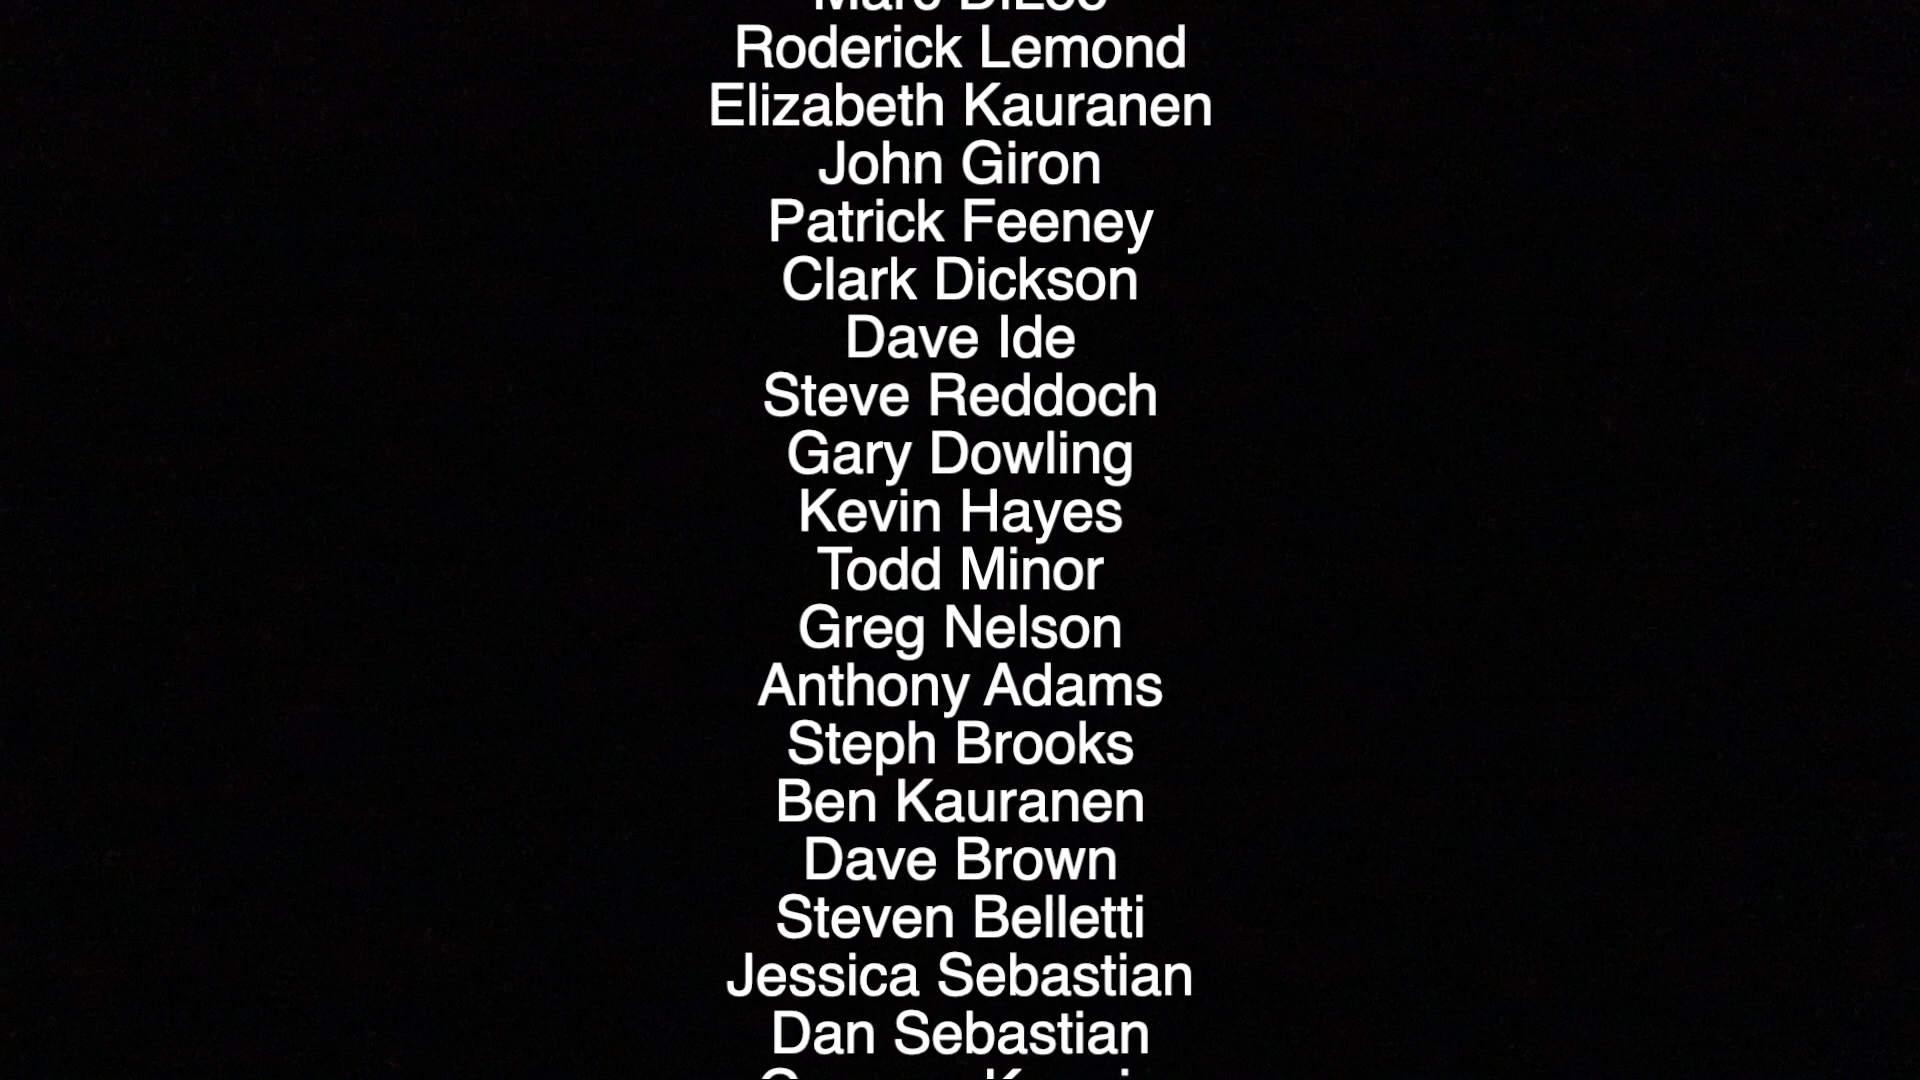 Roderick Lemond
Elizabeth Kauranen
John Giron
Patrick Feeney
Clark Dickson
Dave Ide
Steve Reddoch
Gary Dowling
Kevin Hayes
Todd Minor
Greg Nelson
Anthony Adams
Steph Brooks
Ben Kauranen
Dave Brown
Steven Belletti
Jessica Sebastian
Dan Sebastian